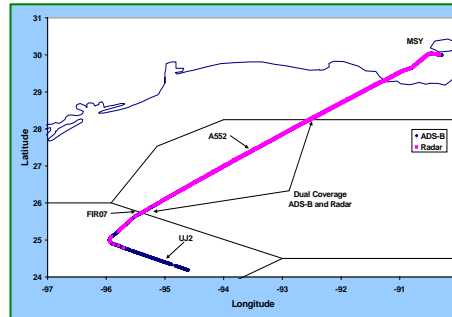 31
MSY
30
29
28
A552
ADS-B
Radar
27
Dual Coverage
ADS-B and Radar
26
FIR07
25
UJ2
24
-97 -96 -95 -94 -93 -92 -91
Latitude
Longitude